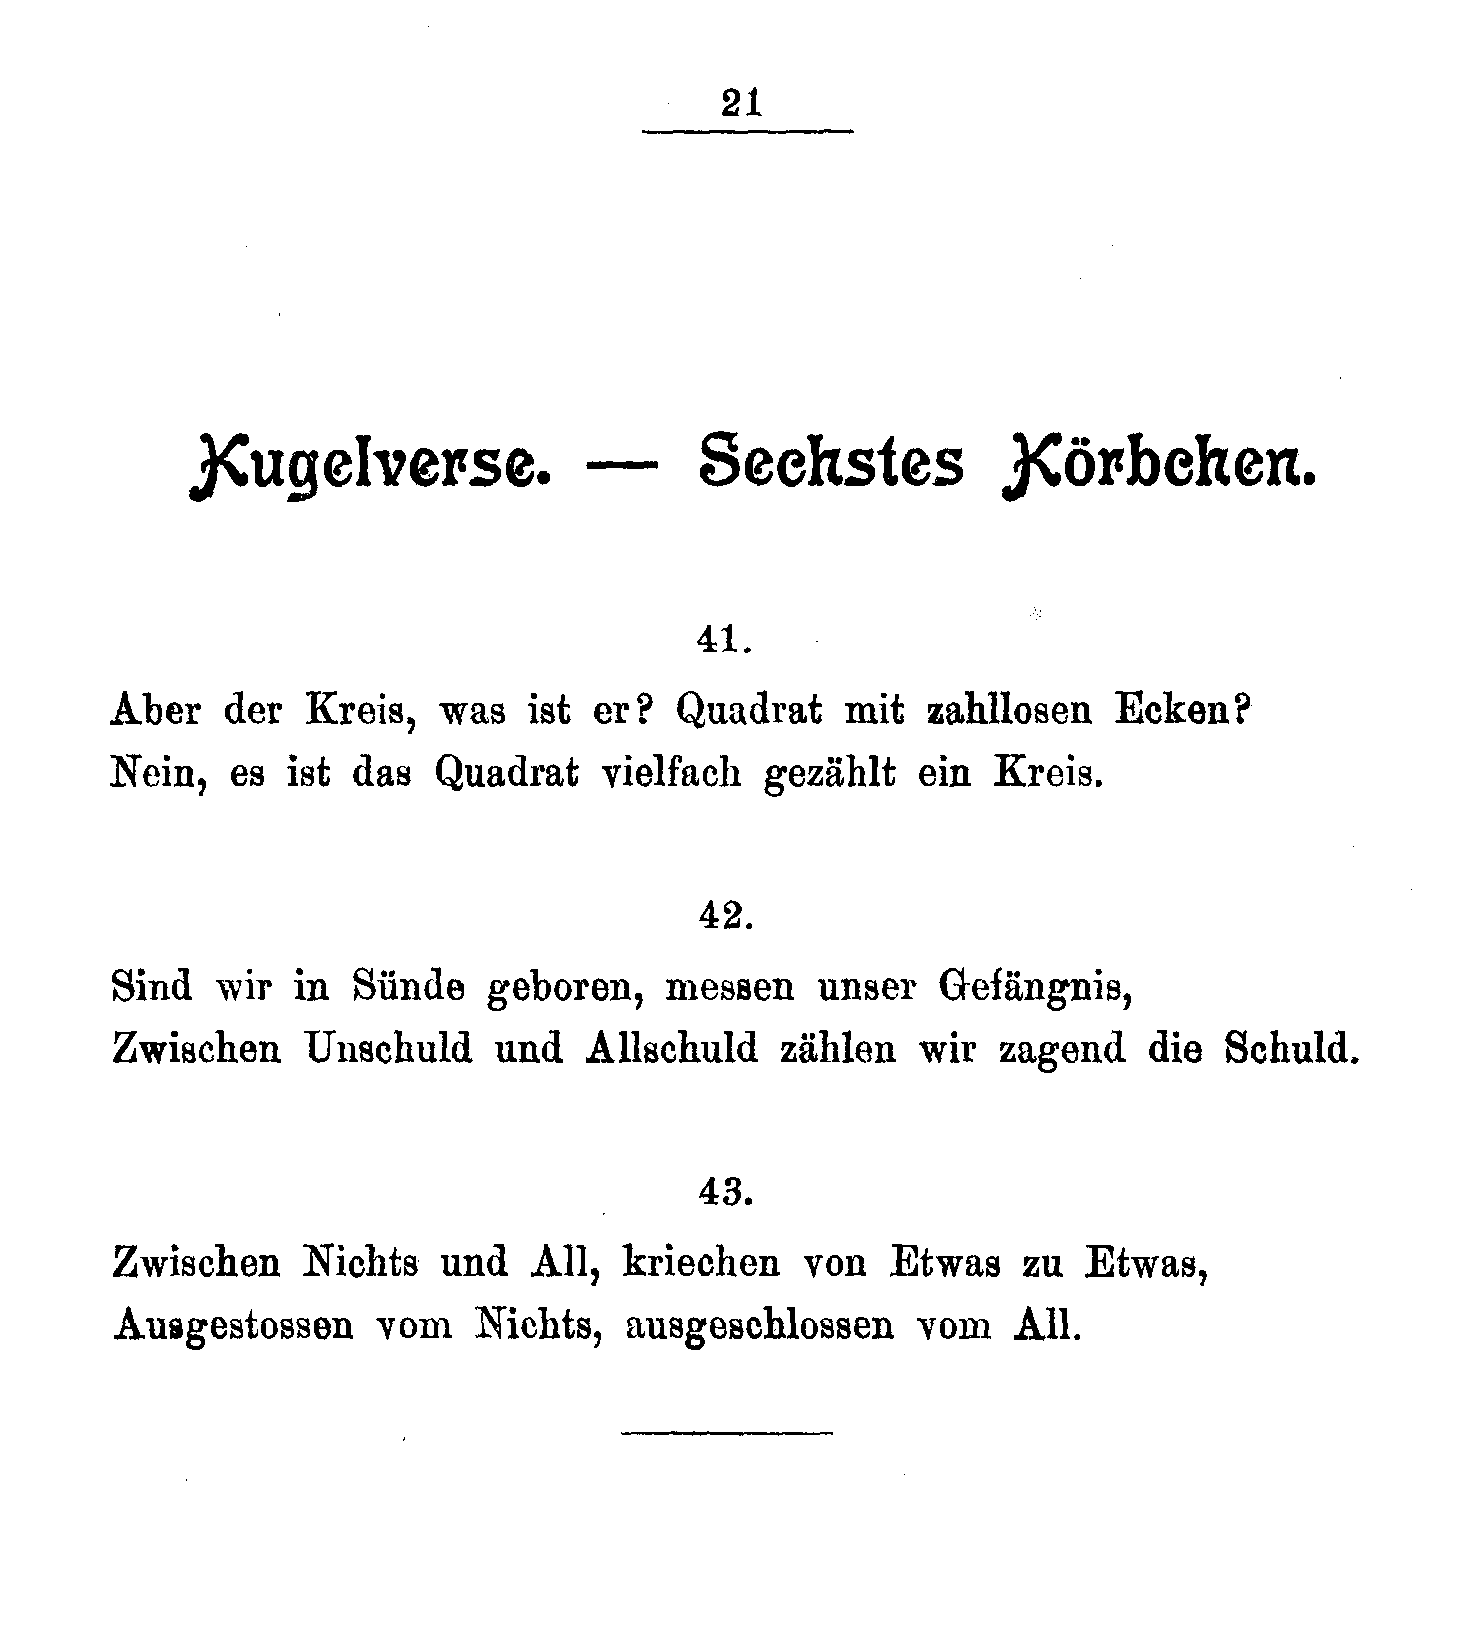 21
Kugelverse. — Sechstes Körbchen.
41.
Aber der Kreis, was ist er? Quadrat mit zahllosen Ecken?
Nein, es ist das Quadrat vielfach gezählt ein Kreis.
42.
Sind wir in Sünde geboren, messen unser Gefängnis,
Zwischen Unschuld und Allschuld zählen wir zagend die Schuld.
43.
Zwischen Nichts und All, kriechen von Etwas zu Etwas,
Ausgestossen vom Nichts, ausgeschlossen vom All.